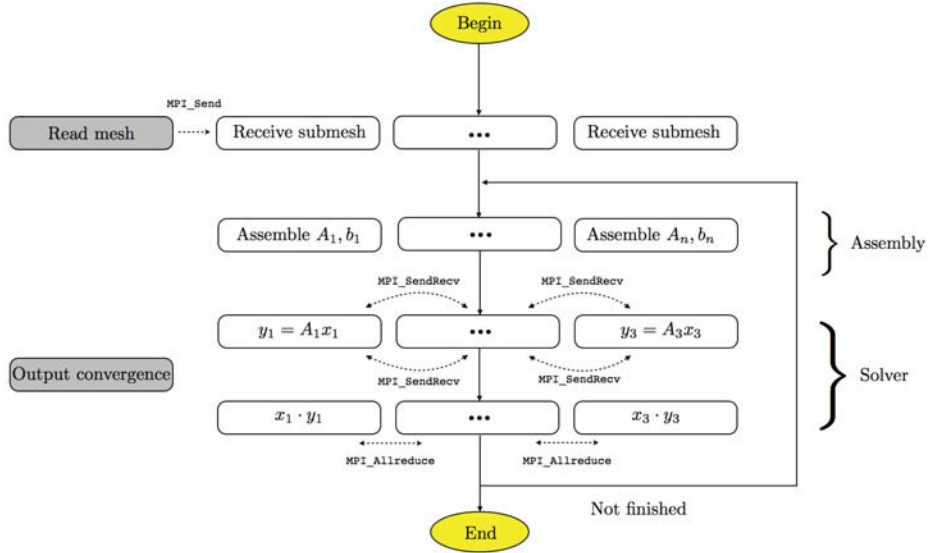 Begin
MPI_Send
Read mesh
Receive submesh
•••
Receive submesh
Assemble A₁, b₁
•••
Assemble Aₙ, bₙ
Assembly
MPI_SendRecv
MPI_SendRecv
y₁ = A₁x₁
•••
y₃ = A₃x₃
Output convergence
MPI_SendRecv
MPI_SendRecv
Solver
x₁ · y₁
•••
x₃ · y₃
MPI_Allreduce
MPI_Allreduce
Not finished
End